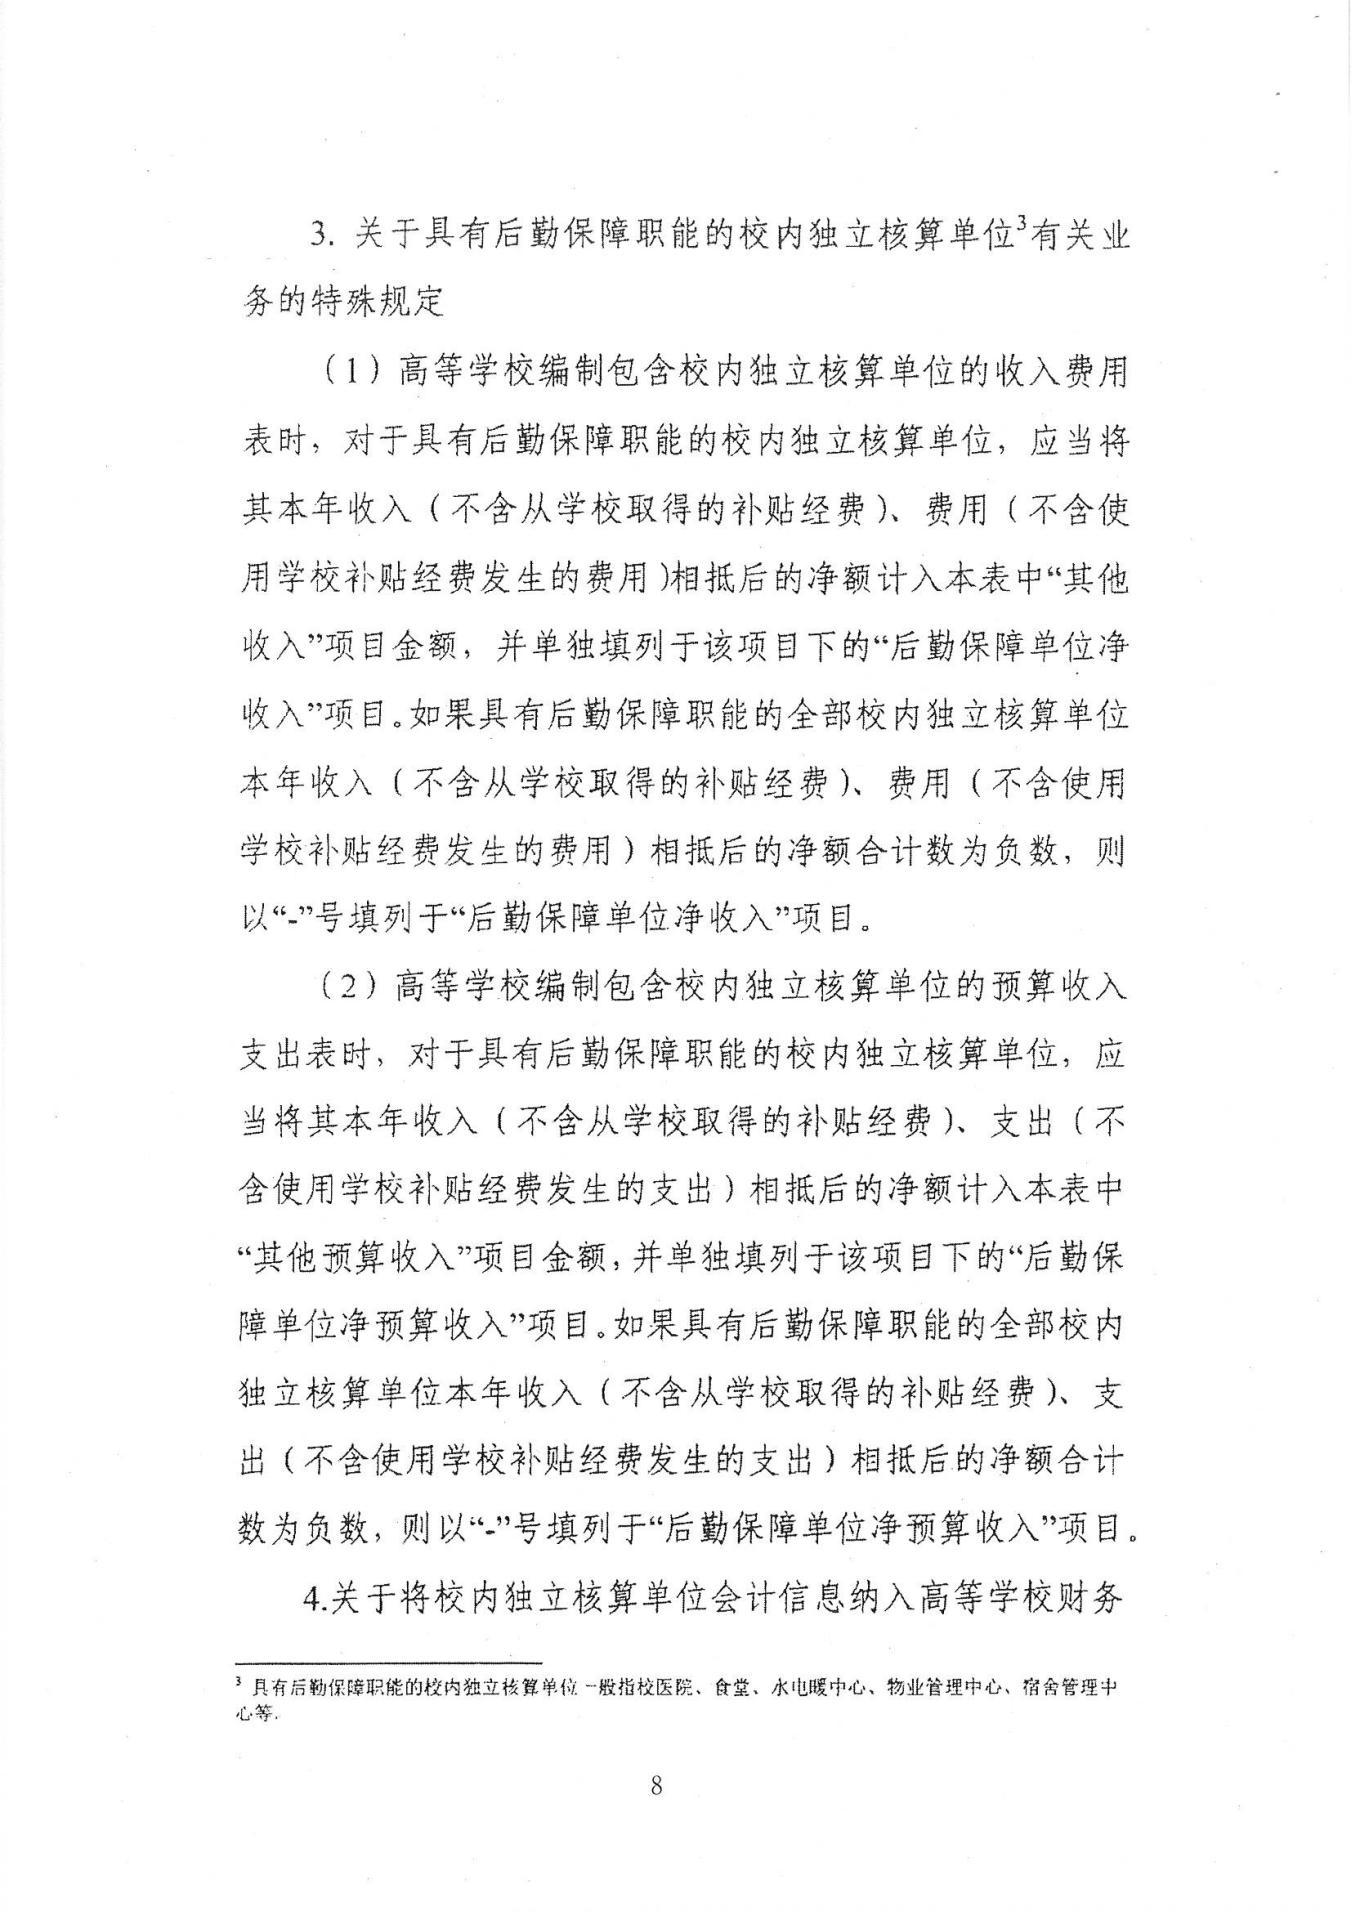 3. 关于具有后勤保障职能的校内独立核算单位³有关业
务的特殊规定
（1）高等学校编制包含校内独立核算单位的收入费用
表时，对于具有后勤保障职能的校内独立核算单位，应当将
其本年收入（不含从学校取得的补贴经费）、费用（不含使
用学校补贴经费发生的费用）相抵后的净额计入本表中“其他
收入”项目金额，并单独填列于该项目下的“后勤保障单位净
收入”项目。如果具有后勤保障职能的全部校内独立核算单位
本年收入（不含从学校取得的补贴经费）、费用（不含使用
学校补贴经费发生的费用）相抵后的净额合计数为负数，则
以“-”号填列于“后勤保障单位净收入”项目。
（2）高等学校编制包含校内独立核算单位的预算收入
支出表时，对于具有后勤保障职能的校内独立核算单位，应
当将其本年收入（不含从学校取得的补贴经费）、支出（不
含使用学校补贴经费发生的支出）相抵后的净额计入本表中
“其他预算收入”项目金额，并单独填列于该项目下的“后勤保
障单位净预算收入”项目。如果具有后勤保障职能的全部校内
独立核算单位本年收入（不含从学校取得的补贴经费）、支
出（不含使用学校补贴经费发生的支出）相抵后的净额合计
数为负数，则以“-”号填列于“后勤保障单位净预算收入”项目。
4.关于将校内独立核算单位会计信息纳入高等学校财务
³ 具有后勤保障职能的校内独立核算单位一般指校医院、食堂、水电暖中心、物业管理中心、宿舍管理中
心等。
8